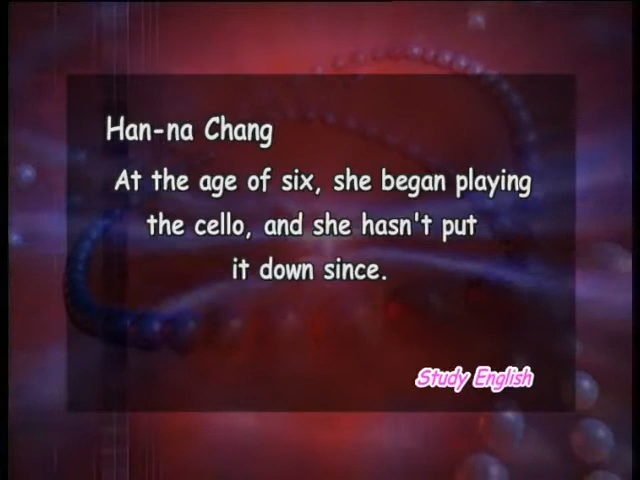 Han-na Chang
At the age of six, she began playing
the cello, and she hasn't put
it down since.
Study English